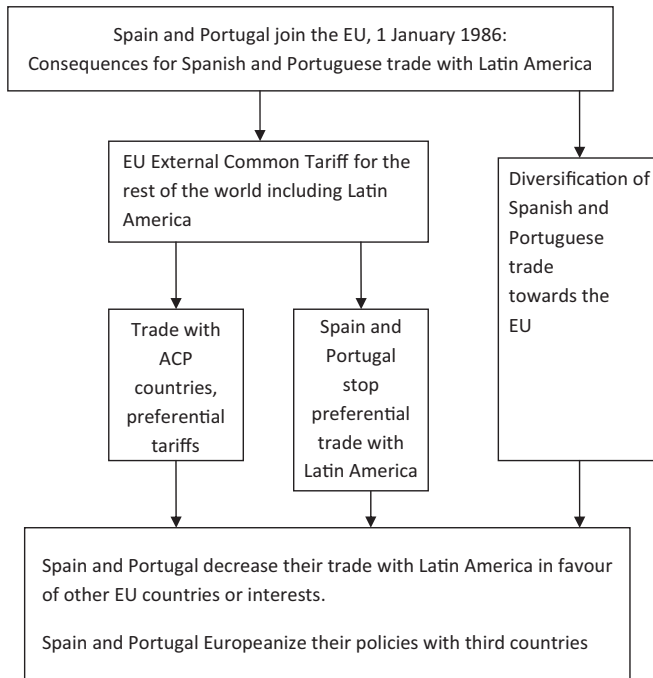 Spain and Portugal join the EU, 1 January 1986:
Consequences for Spanish and Portuguese trade with Latin America
EU External Common Tariff for the
rest of the world including Latin
America
Diversification of
Spanish and
Portuguese
trade
towards the
EU
Trade with
ACP
countries,
preferential
tariffs
Spain and
Portugal
stop
preferential
trade with
Latin America
Spain and Portugal decrease their trade with Latin America in favour
of other EU countries or interests.
Spain and Portugal Europeanize their policies with third countries